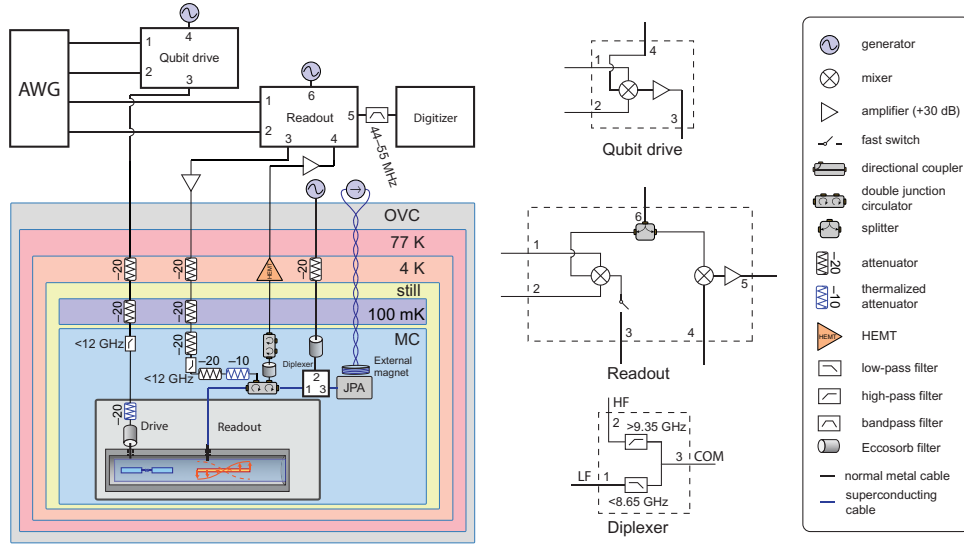 AWG
1
2
4
Qubit drive
3
1
2
6
Readout
3
4
5
44–55 MHz
Digitizer
OVC
77 K
4 K
still
100 mK
MC
–20
–20
–20
HEMT
–20
–20
–20
–20
<12 GHz
<12 GHz
–20
–10
Diplexer
2
1
3
External
magnet
JPA
–20
Drive
Readout
4
1
2
3
Qubit drive
6
1
2
3
4
5
Readout
HF
2
>9.35 GHz
3
COM
LF
1
<8.65 GHz
Diplexer
generator
mixer
amplifier (+30 dB)
fast switch
directional coupler
double junction
circulator
splitter
–20
attenuator
–10
thermalized
attenuator
HEMT
HEMT
low-pass filter
high-pass filter
bandpass filter
Eccosorb filter
normal metal cable
superconducting
cable